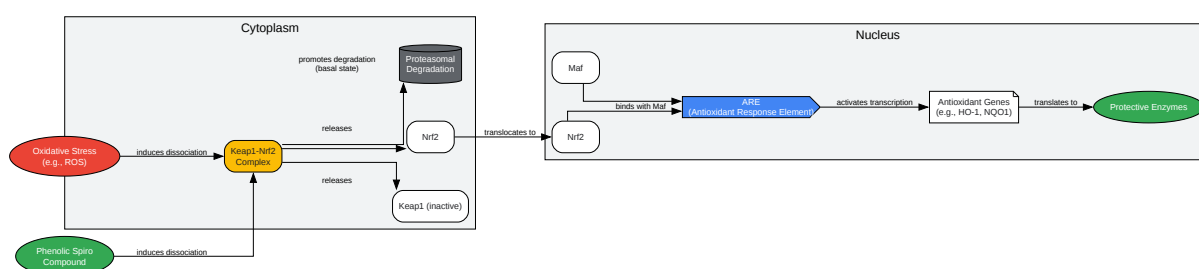 Cytoplasm
promotes degradation
(basal state)
Proteasomal
Degradation
releases
Nrf2
translocates to
Oxidative Stress
(e.g., ROS)
induces dissociation
Keap1-Nrf2
Complex
releases
Keap1 (inactive)
Phenolic Spiro
Compound
induces dissociation
Nucleus
Maf
binds with Maf
Nrf2
ARE
(Antioxidant Response Element)
activates transcription
Antioxidant Genes
(e.g., HO-1, NQO1)
translates to
Protective Enzymes